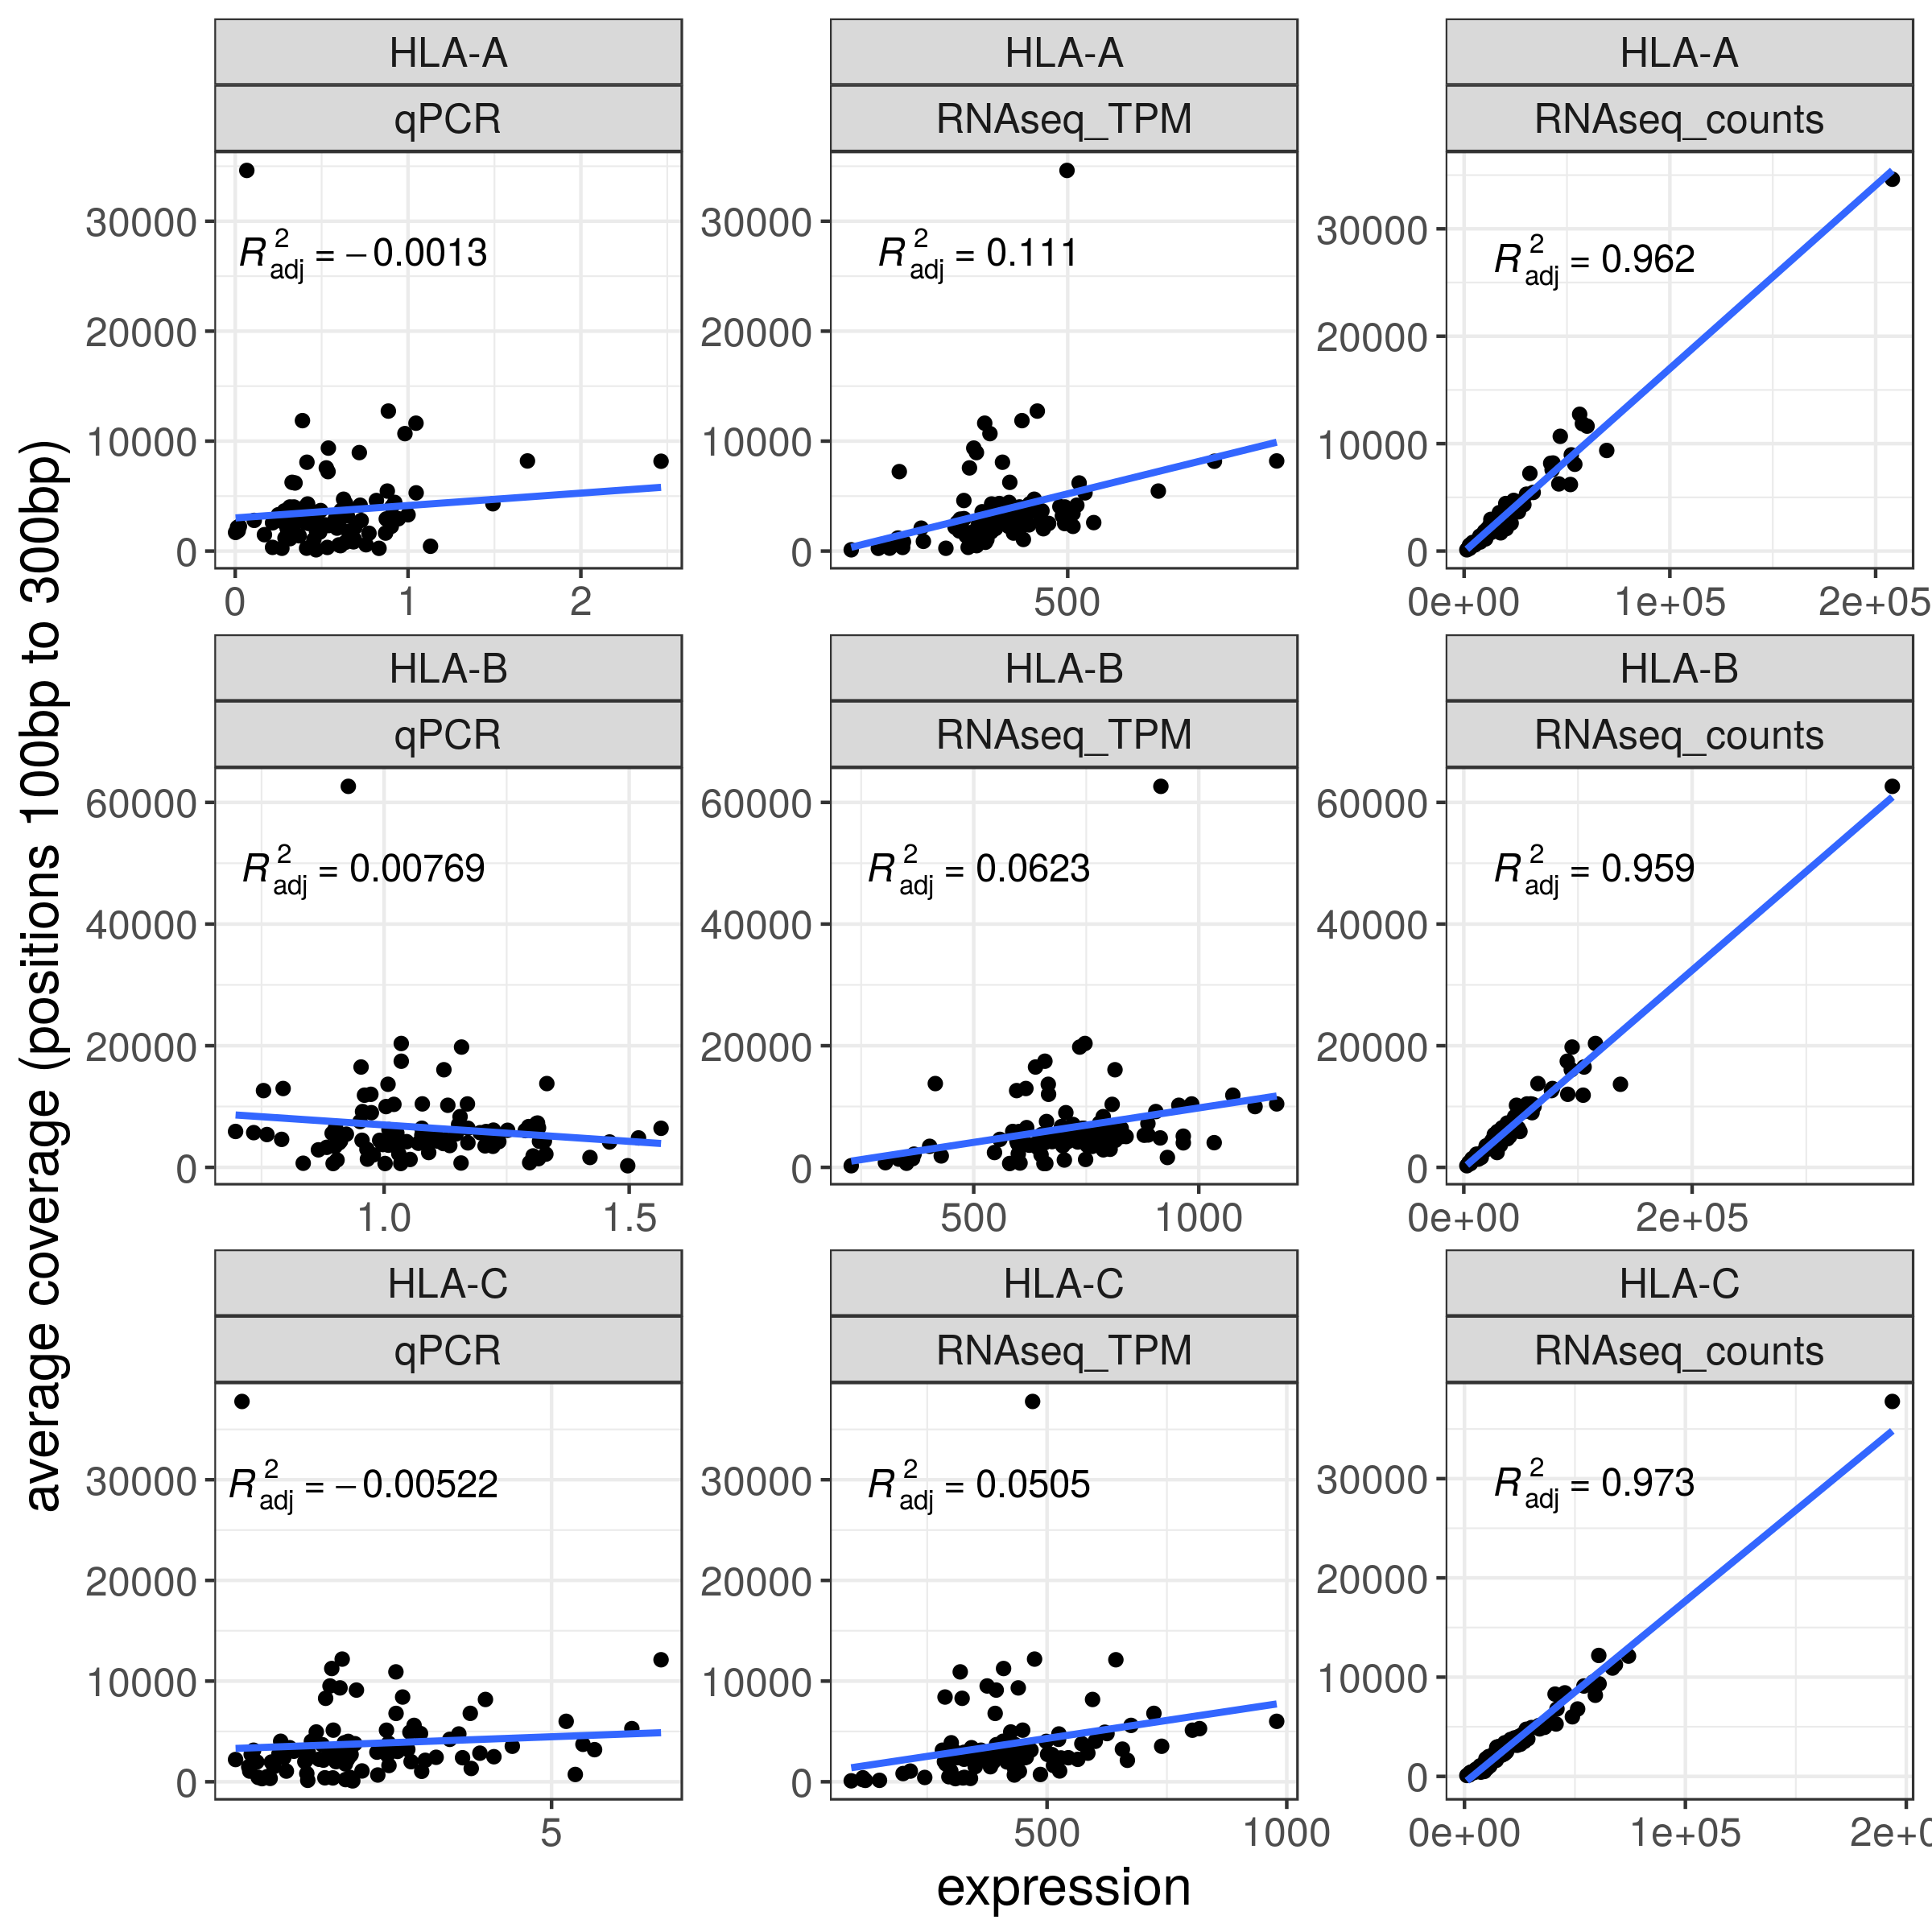 HLA-A
qPCR
HLA-A
RNAseq_TPM
HLA-A
RNAseq_counts
30000
20000
10000
0
R²adj = −0.0013
0 1 2
30000
20000
10000
0
R²adj = 0.111
500
30000
20000
10000
0
R²adj = 0.962
0e+00 1e+05 2e+05
HLA-B
qPCR
HLA-B
RNAseq_TPM
HLA-B
RNAseq_counts
60000
40000
20000
0
R²adj = 0.00769
1.0 1.5
60000
40000
20000
0
R²adj = 0.0623
500 1000
60000
40000
20000
0
R²adj = 0.959
0e+00 2e+05
HLA-C
qPCR
HLA-C
RNAseq_TPM
HLA-C
RNAseq_counts
30000
20000
10000
0
R²adj = −0.00522
5
30000
20000
10000
0
R²adj = 0.0505
500 1000
30000
20000
10000
0
R²adj = 0.973
0e+00 1e+05
average coverage (positions 100bp to 300bp)
expression